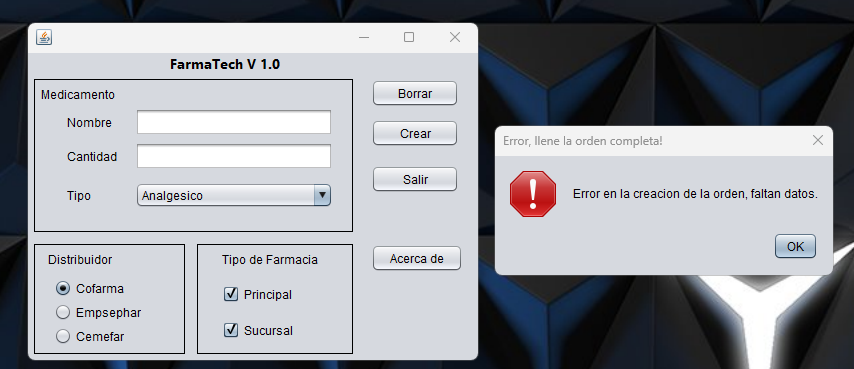 FarmaTech V 1.0
Medicamento
Nombre
Cantidad
Tipo
Analgesico
Borrar
Crear
Salir
Acerca de
Distribuidor
Cofarma
Empsephar
Cemefar
Tipo de Farmacia
Principal
Sucursal
Error, llene la orden completa!
Error en la creacion de la orden, faltan datos.
OK